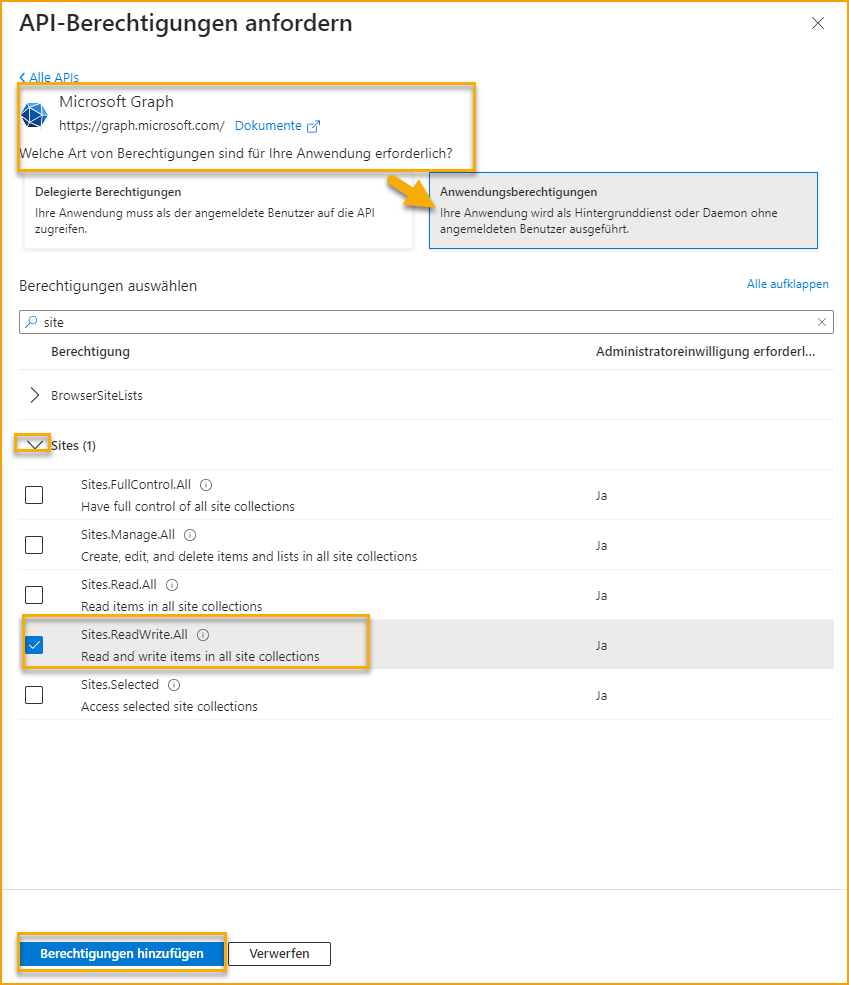 API-Berechtigungen anfordern
Alle APIs
Microsoft Graph
https://graph.microsoft.com/ Dokumente
Welche Art von Berechtigungen sind für Ihre Anwendung erforderlich?
Delegierte Berechtigungen
Ihre Anwendung muss als der angemeldete Benutzer auf die API
zugreifen.
Anwendungsberechtigungen
Ihre Anwendung wird als Hintergrunddienst oder Daemon ohne
angemeldeten Benutzer ausgeführt.
Berechtigungen auswählen
Alle aufklappen
site
Berechtigung
Administratoreinwilligung erforderl...
BrowserSiteLists
Sites (1)
Sites.FullControl.All
Have full control of all site collections
Ja
Sites.Manage.All
Create, edit, and delete items and lists in all site collections
Ja
Sites.Read.All
Read items in all site collections
Ja
Sites.ReadWrite.All
Read and write items in all site collections
Ja
Sites.Selected
Access selected site collections
Ja
Berechtigungen hinzufügen
Verwerfen